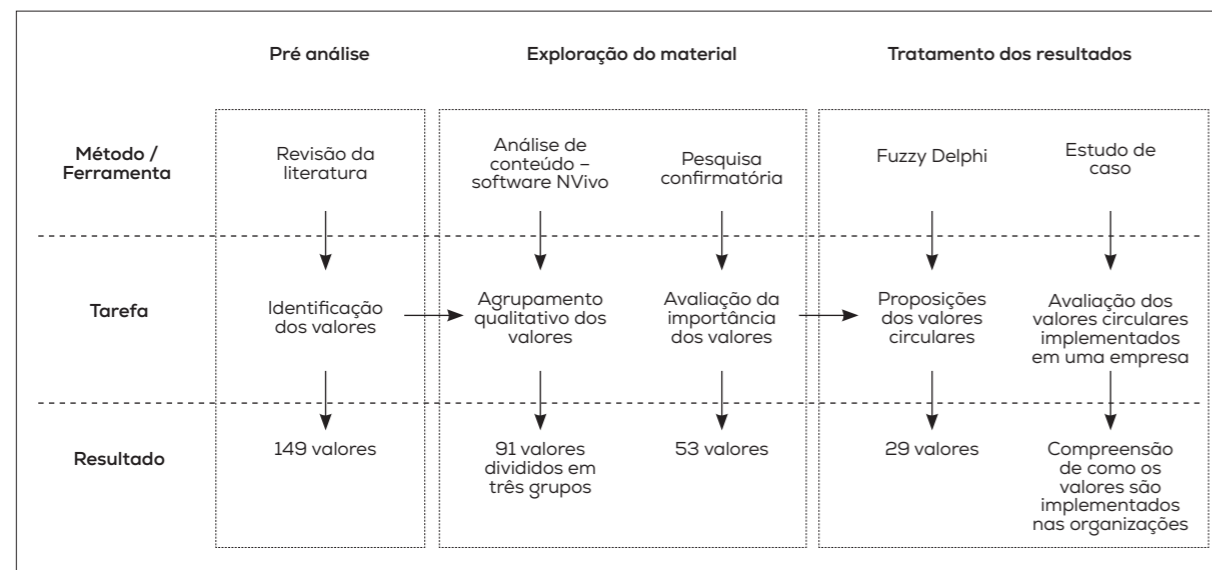 Pré análise
Exploração do material
Tratamento dos resultados
Método /
Ferramenta
Revisão da
literatura
Análise de
conteúdo –
software NVivo
Pesquisa
confirmatória
Fuzzy Delphi
Estudo de
caso
Tarefa
Identificação
dos valores
Agrupamento
qualitativo dos
valores
Avaliação da
importância
dos valores
Proposições
dos valores
circulares
Avaliação dos
valores circulares
implementados
em uma empresa
Resultado
149 valores
91 valores
divididos em
três grupos
53 valores
29 valores
Compreensão
de como os
valores são
implementados
nas organizações